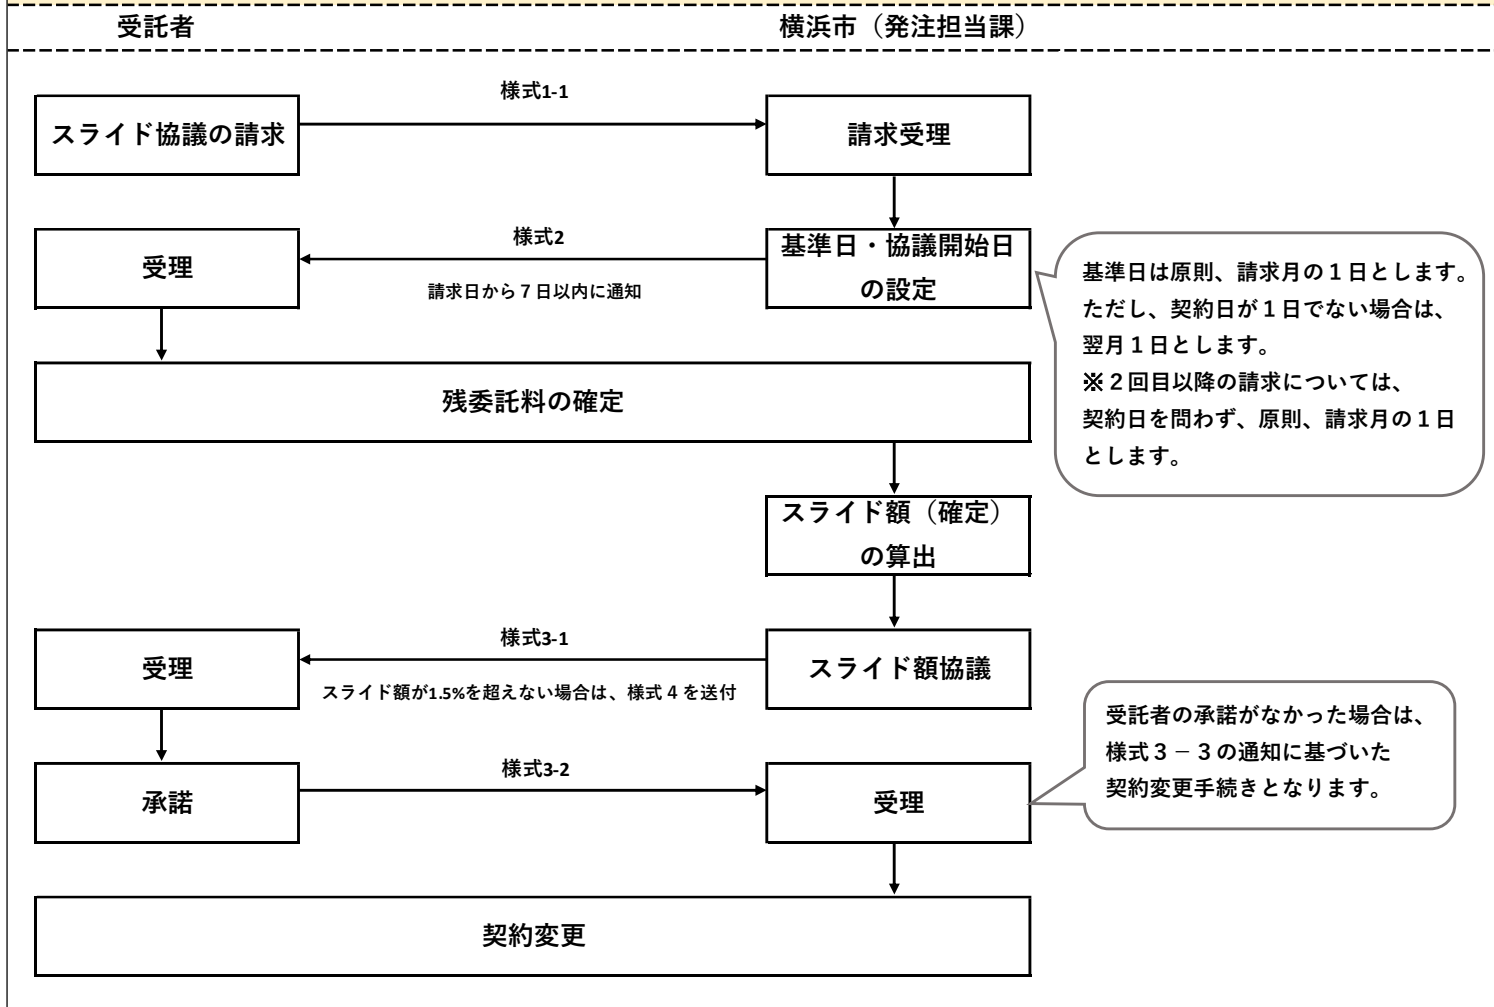 受託者
横浜市（発注担当課）
様式1-1
スライド協議の請求
請求受理
様式2
受理
基準日・協議開始日
の設定
請求日から７日以内に通知
基準日は原則、請求月の１日とします。
ただし、契約日が１日でない場合は、
翌月１日とします。
※２回目以降の請求については、
契約日を問わず、原則、請求月の１日
とします。
残委託料の確定
スライド額（確定）
の算出
様式3-1
受理
スライド額協議
スライド額が1.5%を超えない場合は、様式４を送付
受託者の承諾がなかった場合は、
様式３－３の通知に基づいた
契約変更手続きとなります。
様式3-2
承諾
受理
契約変更